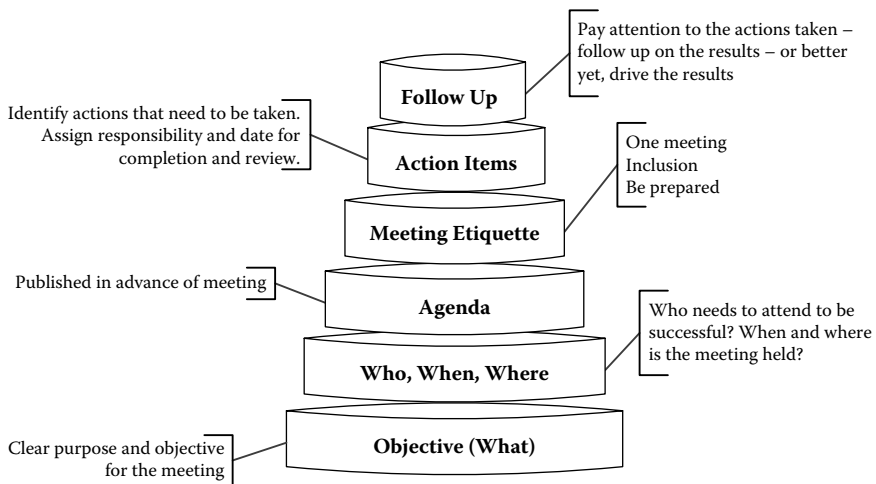 Pay attention to the actions taken –
follow up on the results – or better
yet, drive the results
Follow Up
Identify actions that need to be taken.
Assign responsibility and date for
completion and review.
Action Items
One meeting
Inclusion
Be prepared
Meeting Etiquette
Published in advance of meeting
Agenda
Who needs to attend to be
successful? When and where
is the meeting held?
Who, When, Where
Clear purpose and objective
for the meeting
Objective (What)